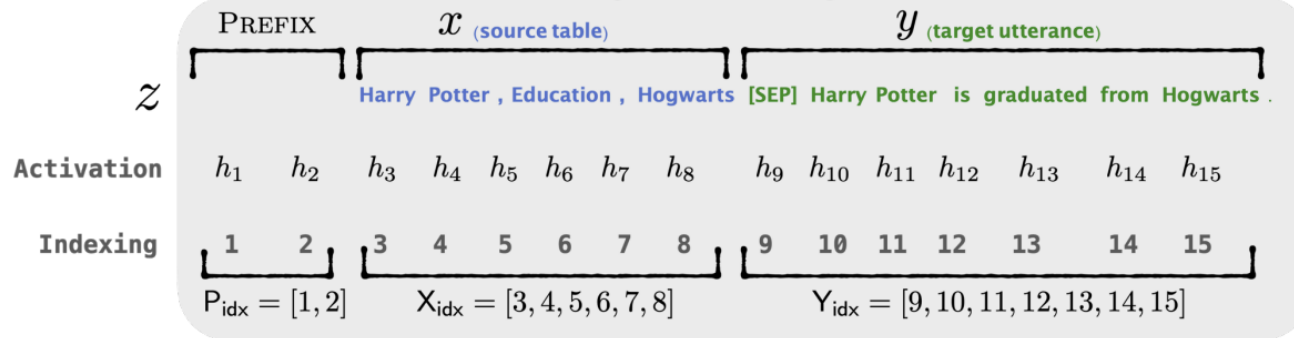 PREFIX x (source table) y (target utterance)
z Harry Potter , Education , Hogwarts [SEP] Harry Potter is graduated from Hogwarts .
Activation h₁ h₂ h₃ h₄ h₅ h₆ h₇ h₈ h₉ h₁₀ h₁₁ h₁₂ h₁₃ h₁₄ h₁₅
Indexing 1 2 3 4 5 6 7 8 9 10 11 12 13 14 15
P_idx = [1, 2] X_idx = [3, 4, 5, 6, 7, 8] Y_idx = [9, 10, 11, 12, 13, 14, 15]